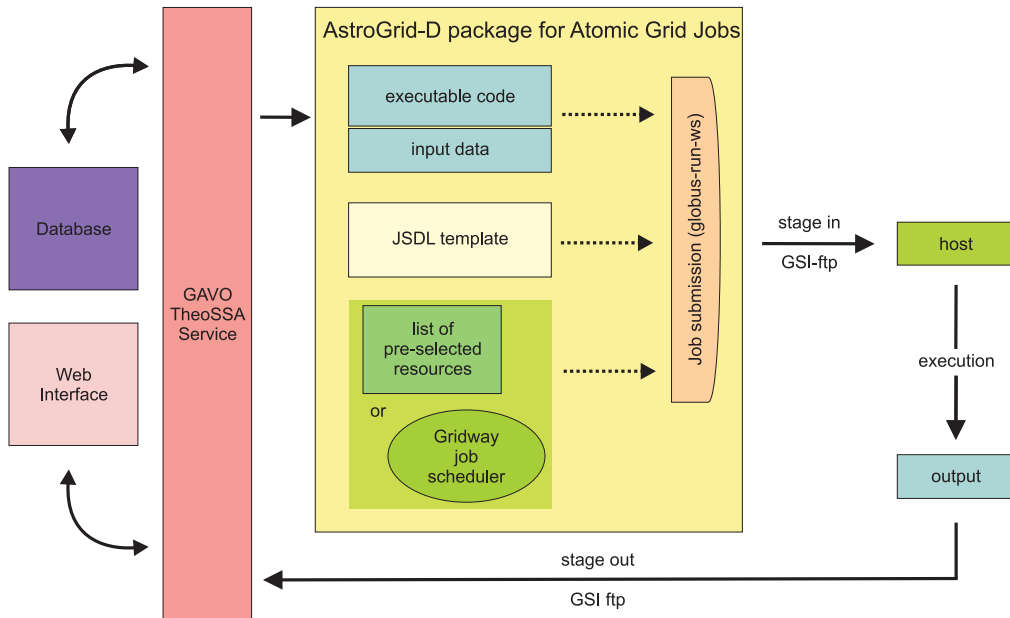 AstroGrid-D package for Atomic Grid Jobs
executable code
input data
JSDL template
list of
pre-selected
resources
or
Gridway
job
scheduler
Job submission (globus-run-ws)
Database
Web
Interface
GAVO
TheoSSA
Service
stage in
GSI-ftp
host
execution
output
stage out
GSI ftp